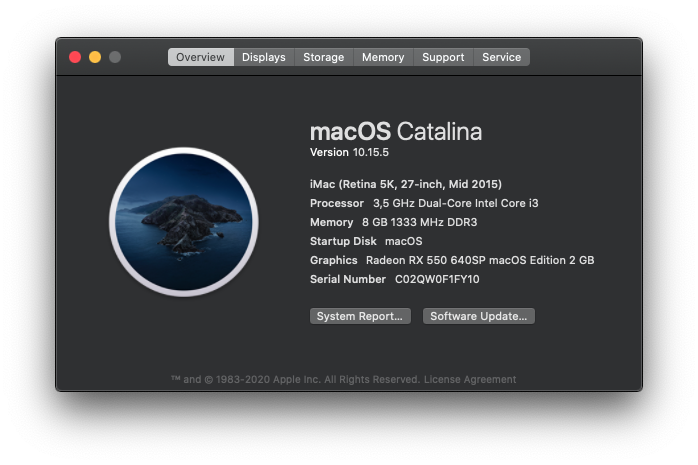 Overview Displays Storage Memory Support Service
macOS Catalina
Version 10.15.5
iMac (Retina 5K, 27-inch, Mid 2015)
Processor 3,5 GHz Dual-Core Intel Core i3
Memory 8 GB 1333 MHz DDR3
Startup Disk macOS
Graphics Radeon RX 550 640SP macOS Edition 2 GB
Serial Number C02QW0F1FY10
System Report... Software Update...
™ and © 1983-2020 Apple Inc. All Rights Reserved. License Agreement